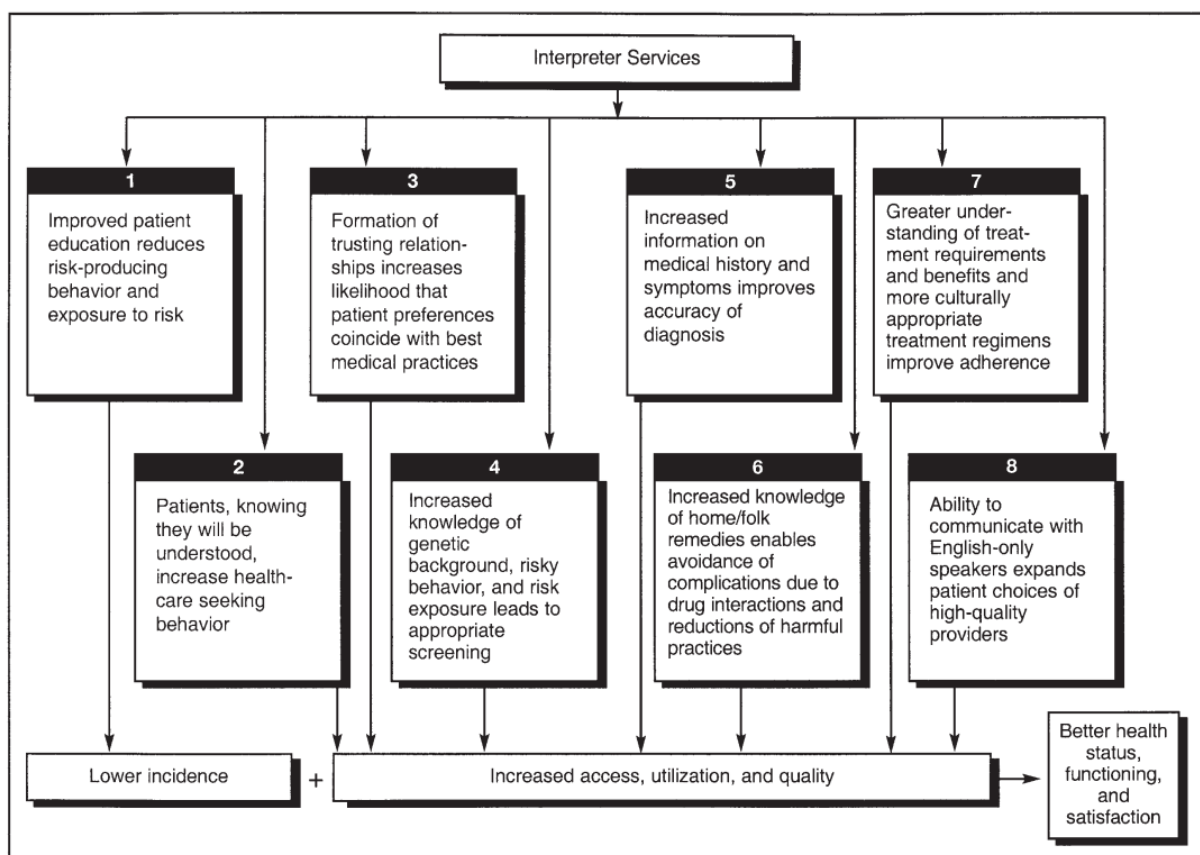 Interpreter Services
1
Improved patient
education reduces
risk-producing
behavior and
exposure to risk
3
Formation of
trusting relation-
ships increases
likelihood that
patient preferences
coincide with best
medical practices
5
Increased
information on
medical history and
symptoms improves
accuracy of
diagnosis
7
Greater under-
standing of treat-
ment requirements
and benefits and
more culturally
appropriate
treatment regimens
improve adherence
2
Patients, knowing
they will be
understood,
increase health-
care seeking
behavior
4
Increased
knowledge of
genetic
background, risky
behavior, and risk
exposure leads to
appropriate
screening
6
Increased knowledge
of home/folk
remedies enables
avoidance of
complications due to
drug interactions and
reductions of harmful
practices
8
Ability to
communicate with
English-only
speakers expands
patient choices of
high-quality
providers
Lower incidence
+
Increased access, utilization, and quality
Better health
status,
functioning,
and
satisfaction